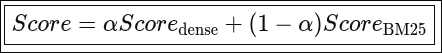 Score = αScore_dense + (1 − α)Score_BM25